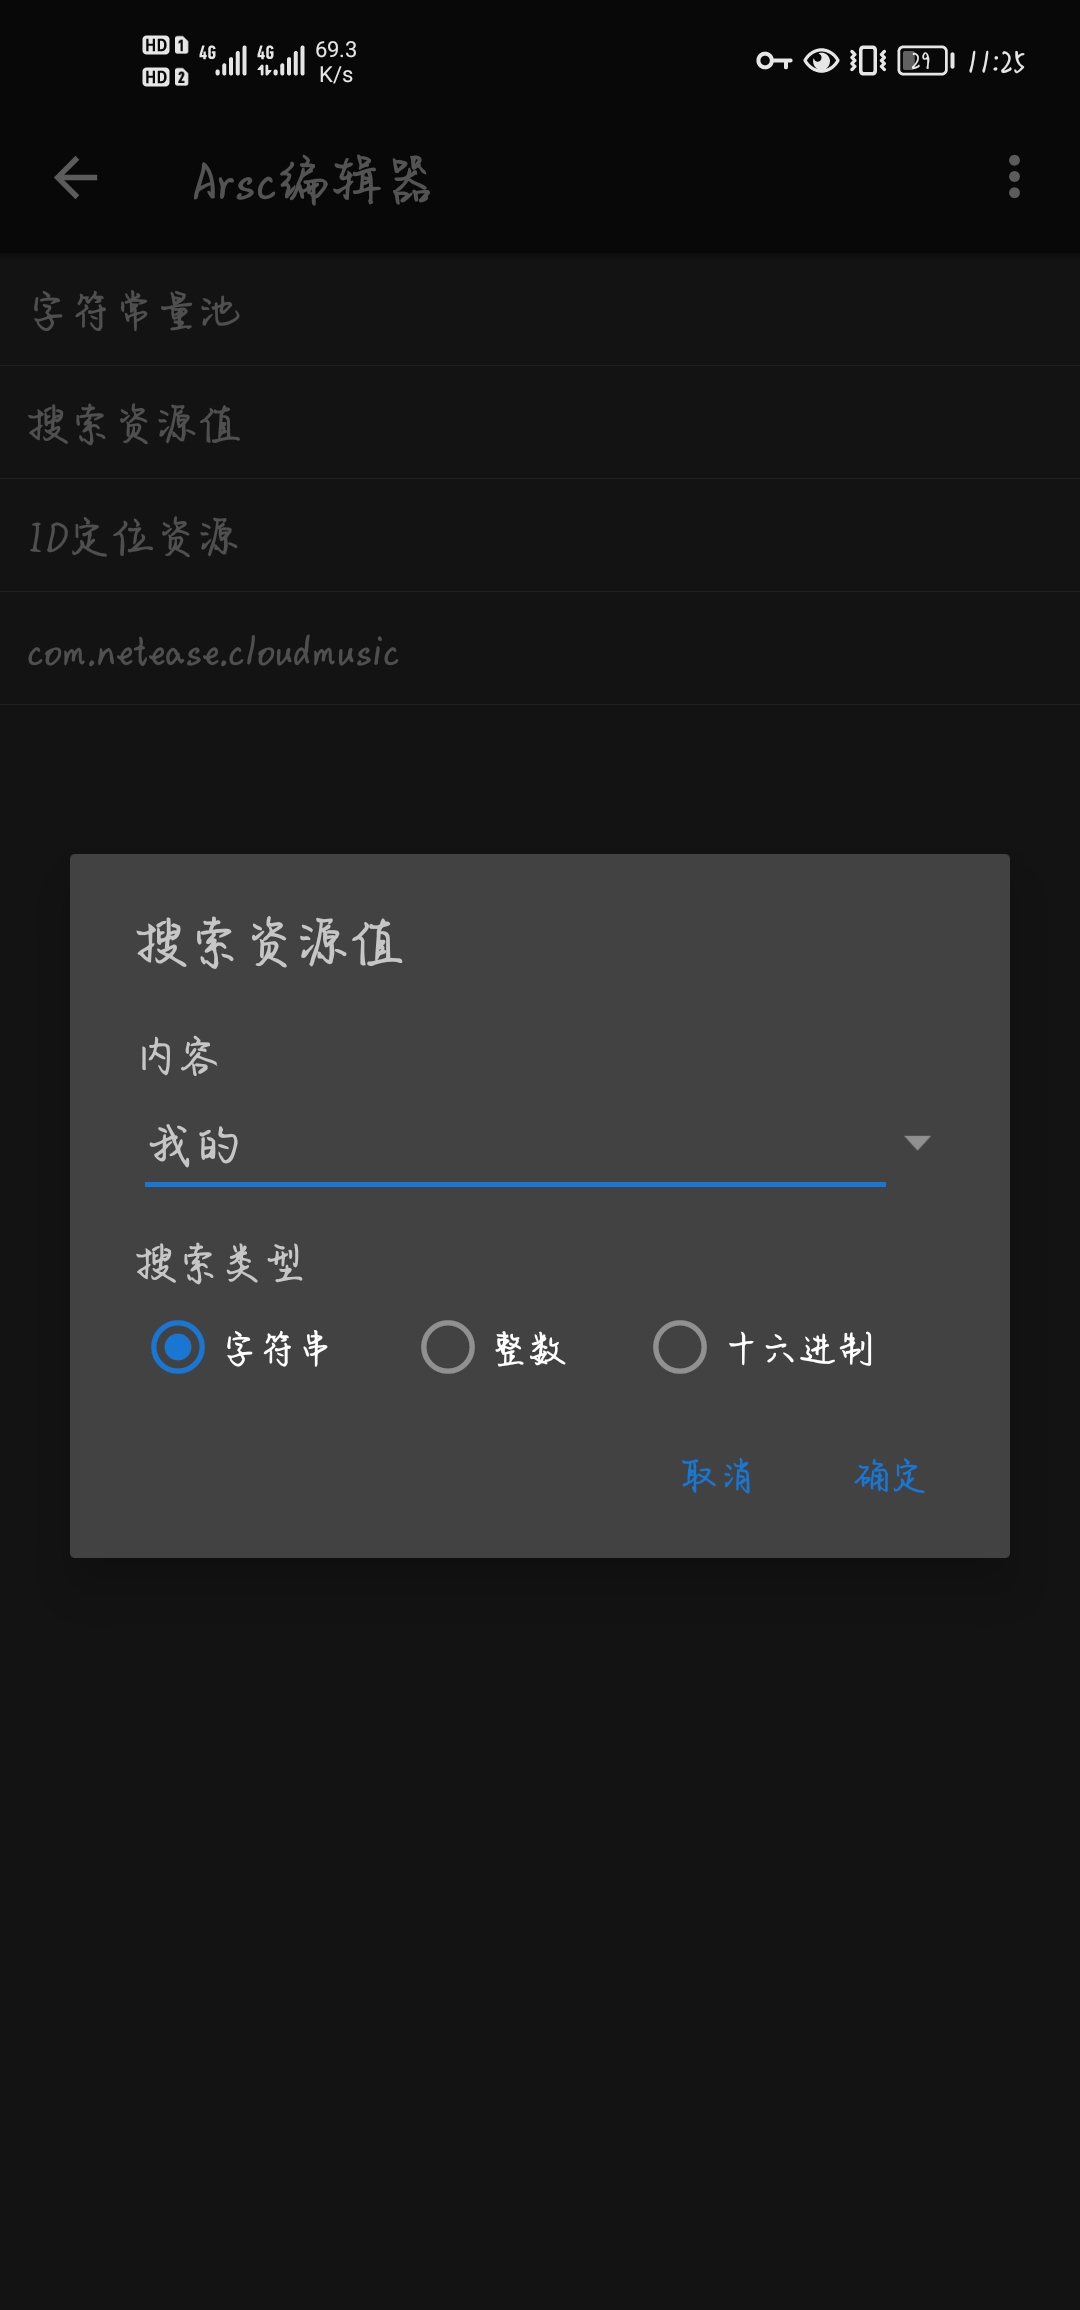 HD 1 4G 4G 69.3
HD 2 K/s
29 11:25
Arsc编辑器
字符常量池
搜索资源值
ID定位资源
com.netease.cloudmusic
搜索资源值
内容
我的
搜索类型
字符串 整数 十六进制
取消 确定